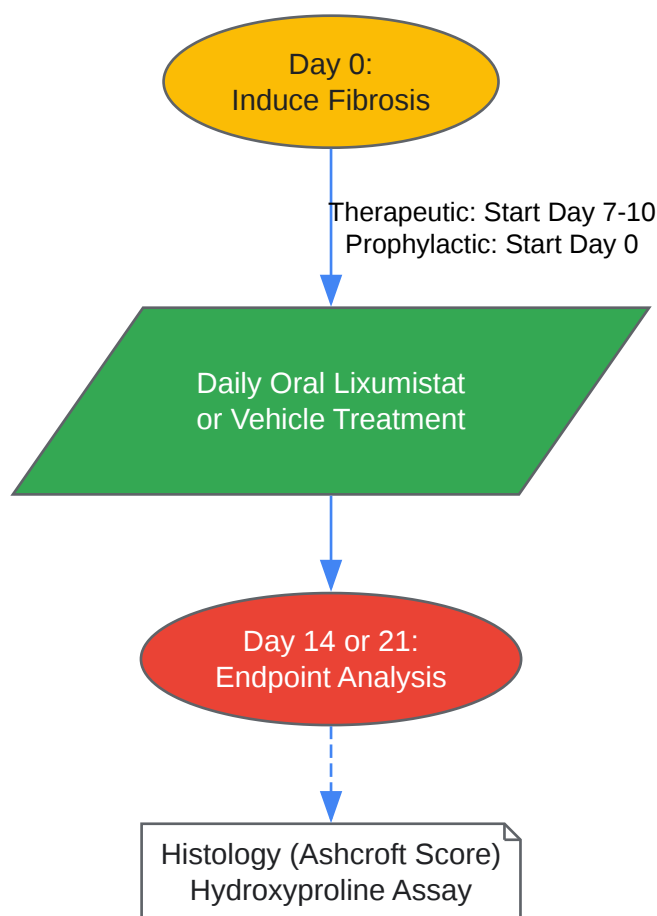 Day 0:
Induce Fibrosis
Therapeutic: Start Day 7-10
Prophylactic: Start Day 0
Daily Oral Lixumistat
or Vehicle Treatment
Day 14 or 21:
Endpoint Analysis
Histology (Ashcroft Score)
Hydroxyproline Assay